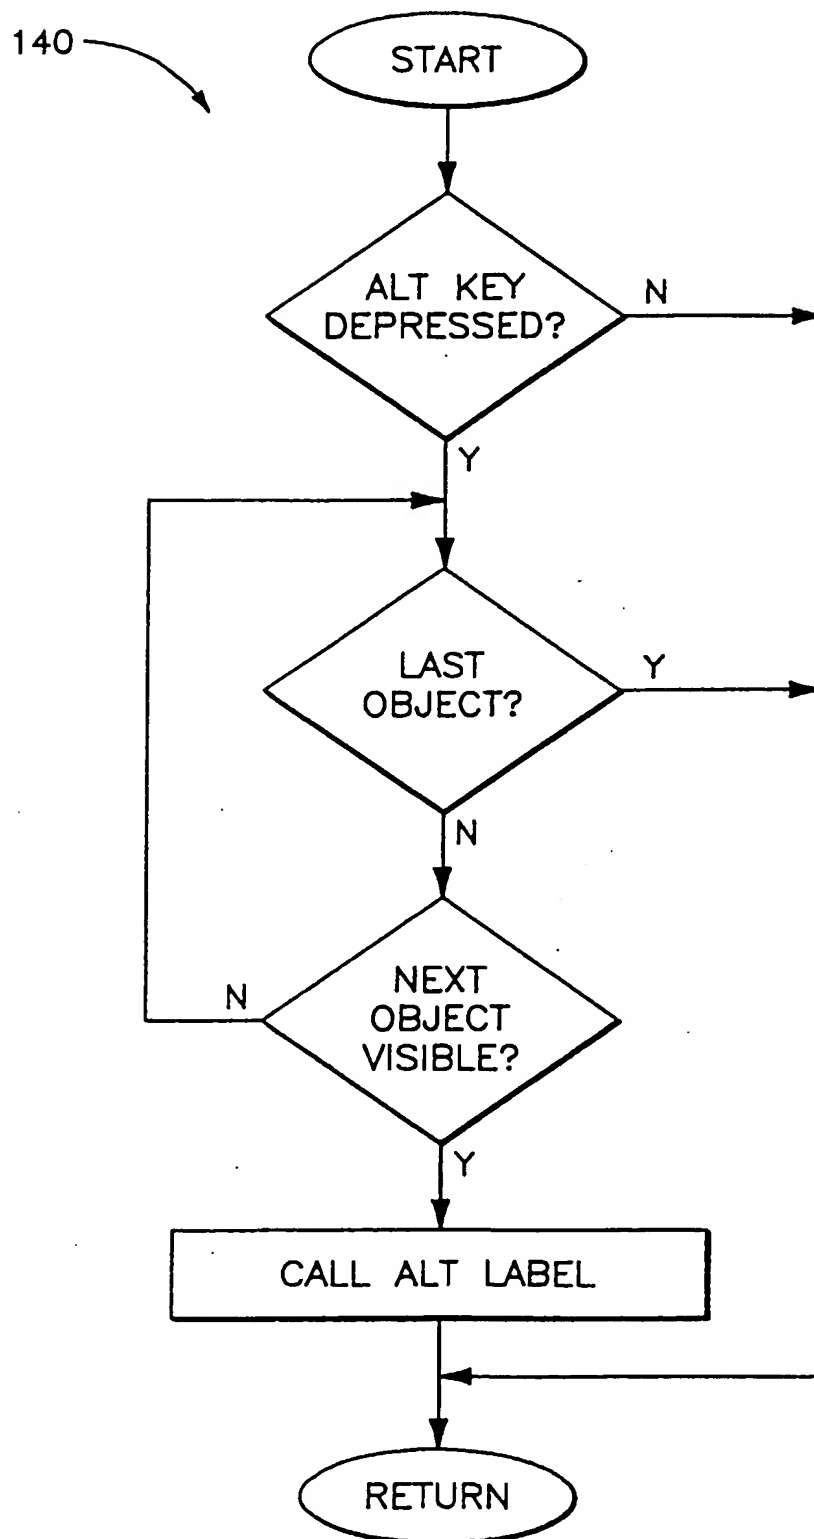 140
START
ALT KEY
DEPRESSED?
N
Y
LAST
OBJECT?
Y
N
NEXT
OBJECT
VISIBLE?
N
Y
CALL ALT LABEL
RETURN